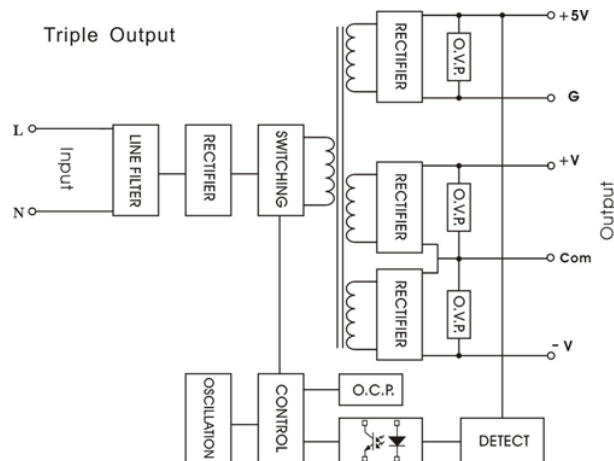 Triple Output
L
N
Input
LINE FILTER
RECTIFIER
SWITCHING
RECTIFIER
O.V.P.
+5V
G
RECTIFIER
O.V.P.
+V
Com
RECTIFIER
O.V.P.
- V
Output
OSCILLATION
CONTROL
O.C.P.
DETECT